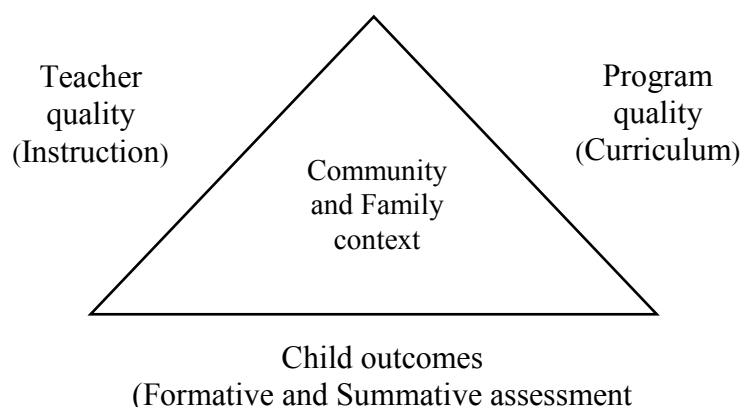 Teacher
quality
(Instruction)
Program
quality
(Curriculum)
Community
and Family
context
Child outcomes
(Formative and Summative assessment